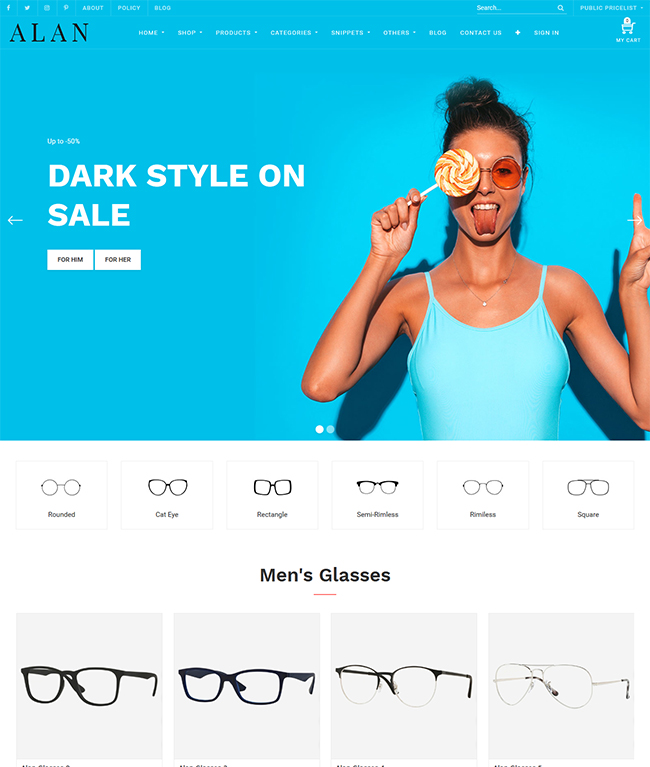 ABOUT POLICY BLOG Search... PUBLIC PRICELIST
ALAN HOME SHOP PRODUCTS CATEGORIES SNIPPETS OTHERS BLOG CONTACT US SIGN IN
0
MY CART
Up to -50%
DARK STYLE ON
SALE
FOR HIM FOR HER
Rounded Cat Eye Rectangle Semi-Rimless Rimiless Square
Men's Glasses